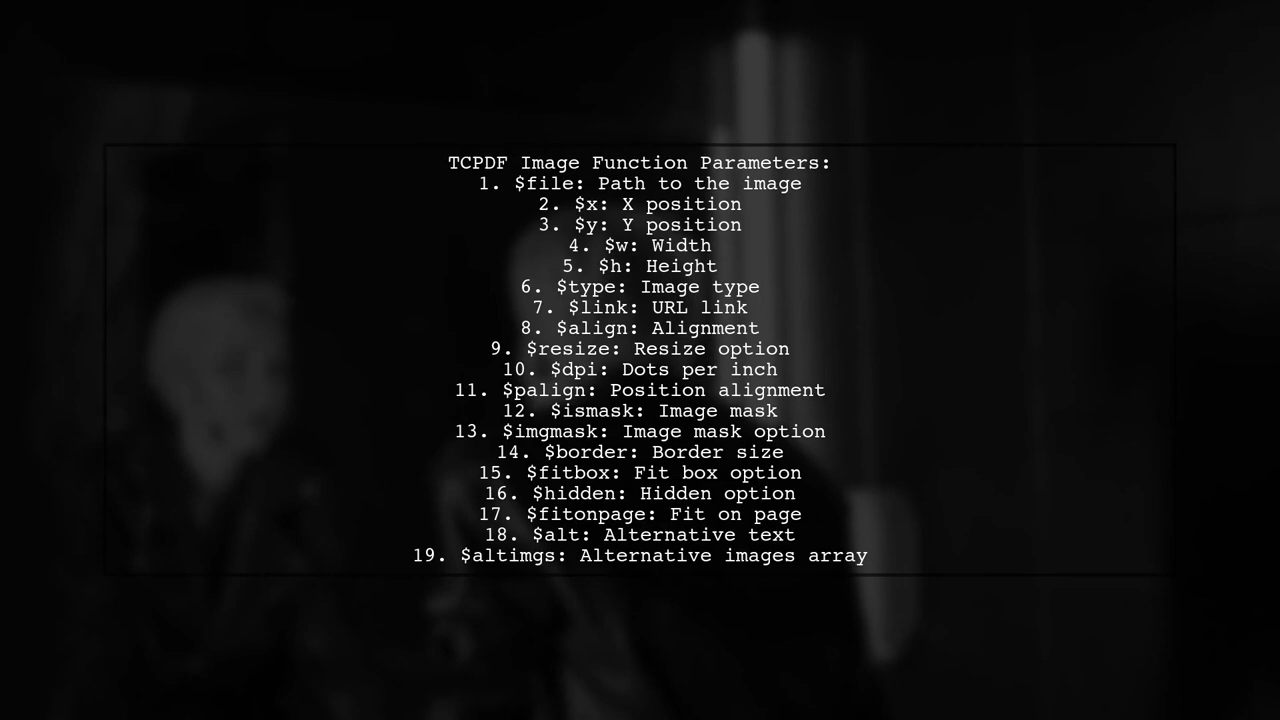 TCPDF Image Function Parameters:
1. $file: Path to the image
2. $x: X position
3. $y: Y position
4. $w: Width
5. $h: Height
6. $type: Image type
7. $link: URL link
8. $align: Alignment
9. $resize: Resize option
10. $dpi: Dots per inch
11. $palign: Position alignment
12. $ismask: Image mask
13. $imgmask: Image mask option
14. $border: Border size
15. $fitbox: Fit box option
16. $hidden: Hidden option
17. $fitonpage: Fit on page
18. $alt: Alternative text
19. $altimgs: Alternative images array